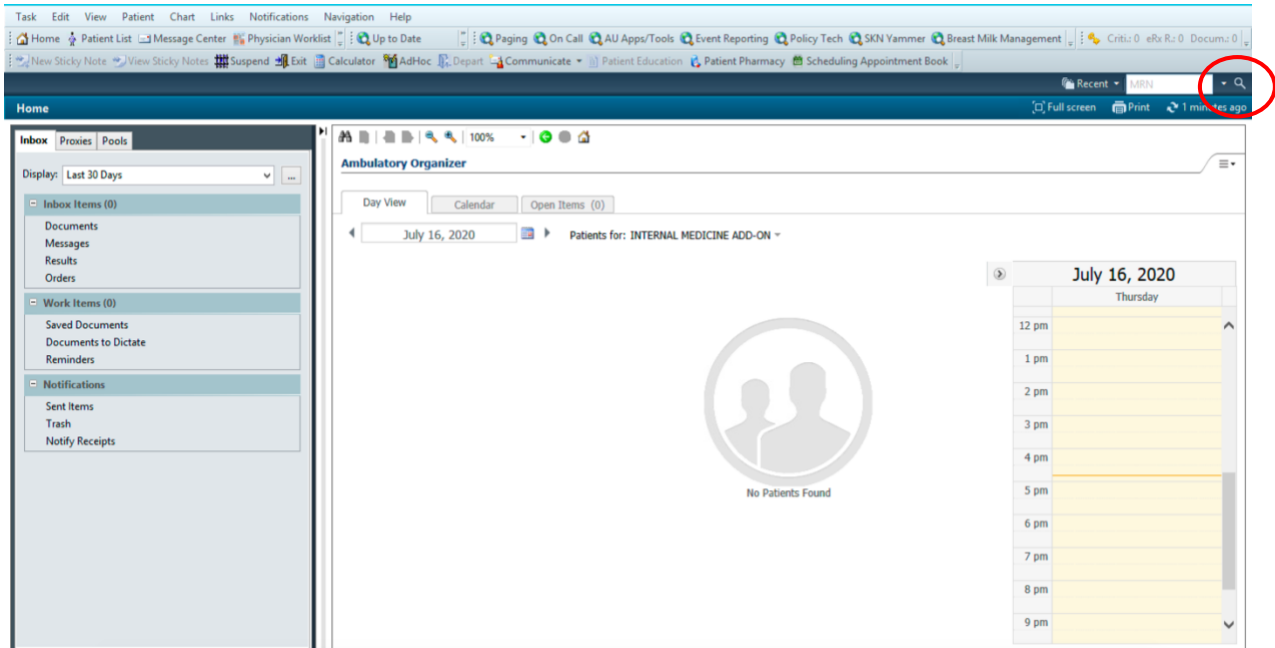 Task Edit View Patient Chart Links Notifications Navigation Help
Home Patient List Message Center Physician Worklist Up to Date Paging On Call AU Apps/Tools Event Reporting Policy Tech SKN Yammer Breast Milk Management Criti.: 0 eRx R.: 0 Docum.: 0
New Sticky Note View Sticky Notes Suspend Exit Calculator AdHoc Depart Communicate Patient Education Patient Pharmacy Scheduling Appointment Book
Recent MRN
Home Full screen Print 1 minutes ago
Inbox Proxies Pools
100%
Ambulatory Organizer
Display: Last 30 Days ...
Day View Calendar Open Items (0)
Inbox Items (0)
Documents
Messages
Results
Orders
July 16, 2020 Patients for: INTERNAL MEDICINE ADD-ON
Work Items (0)
Saved Documents
Documents to Dictate
Reminders
Notifications
Sent Items
Trash
Notify Receipts
No Patients Found
July 16, 2020
Thursday
12 pm
1 pm
2 pm
3 pm
4 pm
5 pm
6 pm
7 pm
8 pm
9 pm